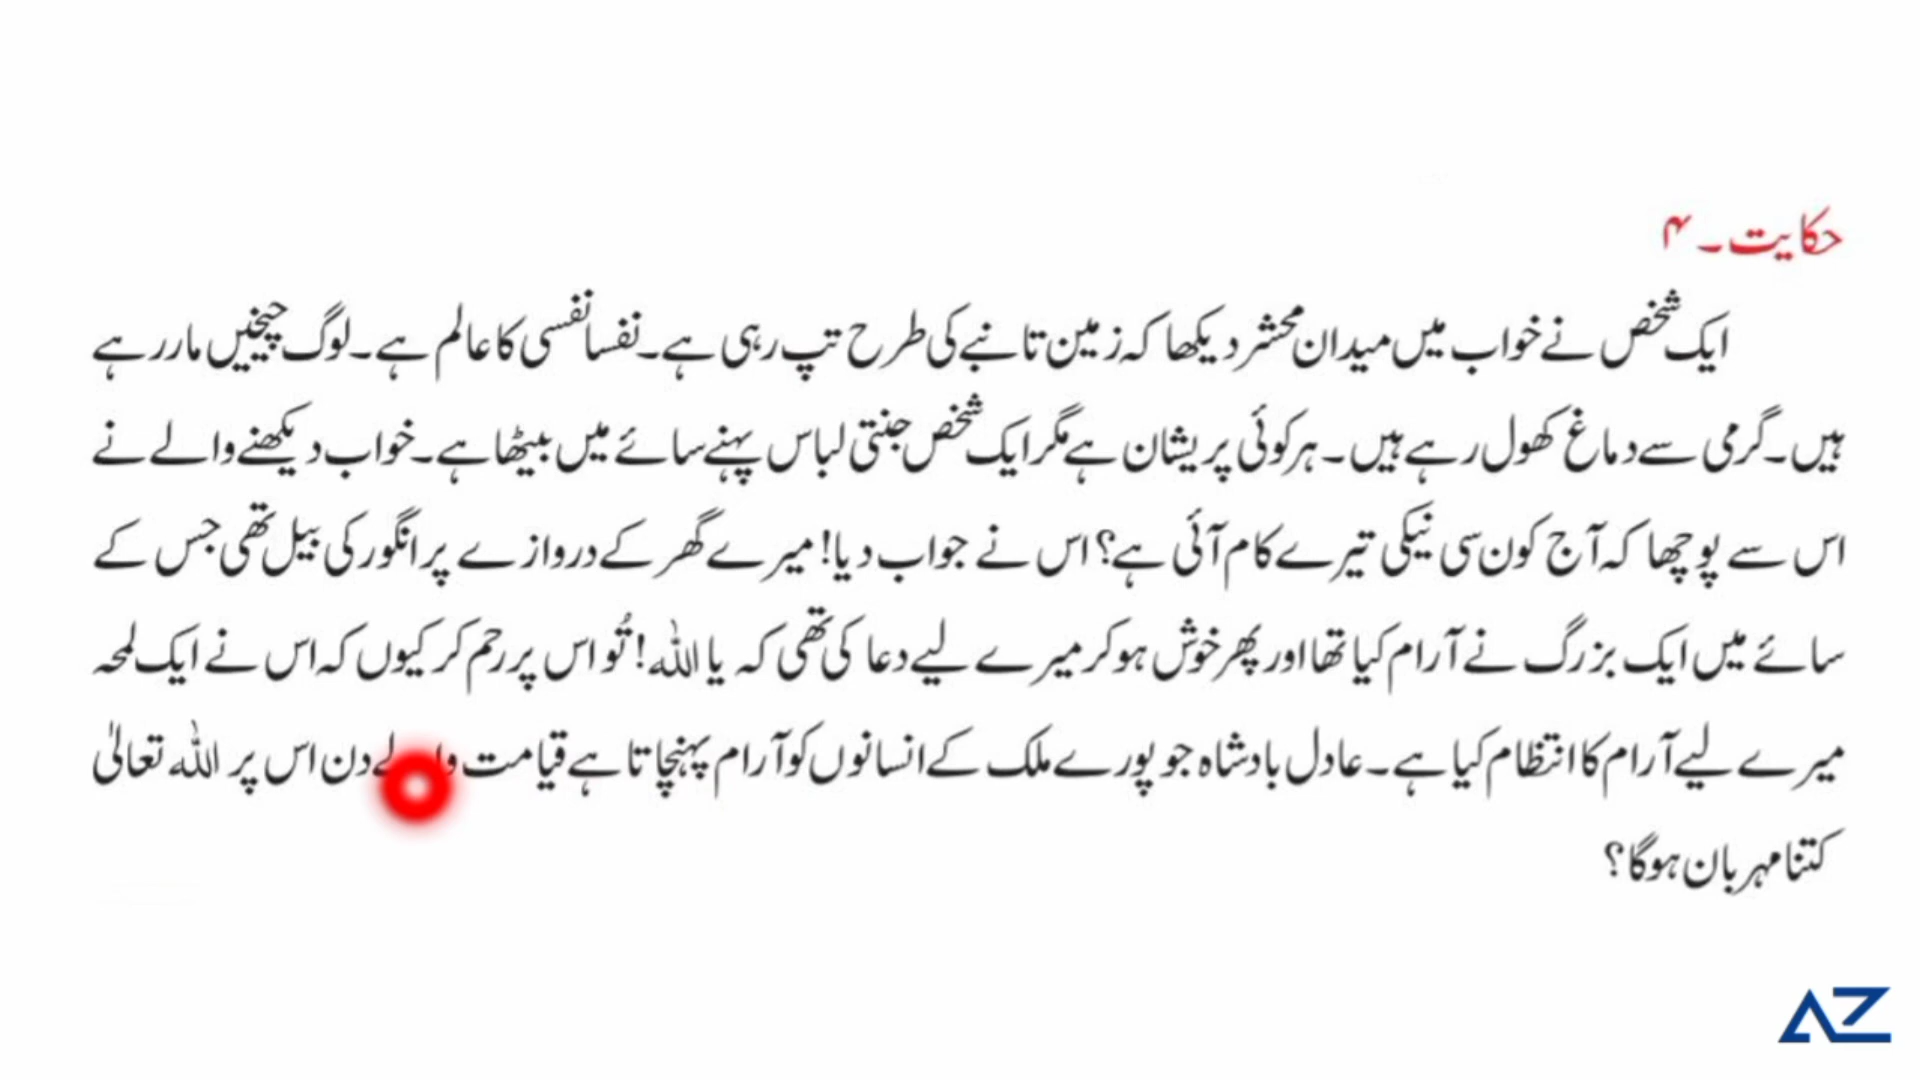 حکایت۔ ۴
ایک شخص نے خواب میں میدان محشر دیکھا کہ زمین تانبے کی طرح تپ رہی ہے۔ نفسانفسی کا عالم ہے۔ لوگ چیخیں مار رہے
ہیں۔ گرمی سے دماغ کھول رہے ہیں۔ ہر کوئی پریشان ہے مگر ایک شخص جنتی لباس پہنے سائے میں بیٹھا ہے۔ خواب دیکھنے والے نے
اس سے پوچھا کہ آج کون سی نیکی تیرے کام آئی ہے؟ اس نے جواب دیا! میرے گھر کے دروازے پر انگور کی بیل تھی جس کے
سائے میں ایک بزرگ نے آرام کیا تھا اور پھر خوش ہو کر میرے لیے دعا کی تھی کہ یا اللہ! تُو اس پر رحم کر کیوں کہ اس نے ایک لمحہ
میرے لیے آرام کا انتظام کیا ہے۔ عادل بادشاہ جو پورے ملک کے انسانوں کو آرام پہنچاتا ہے قیامت والے دن اس پر اللہ تعالیٰ
کتنا مہربان ہوگا؟
AZ